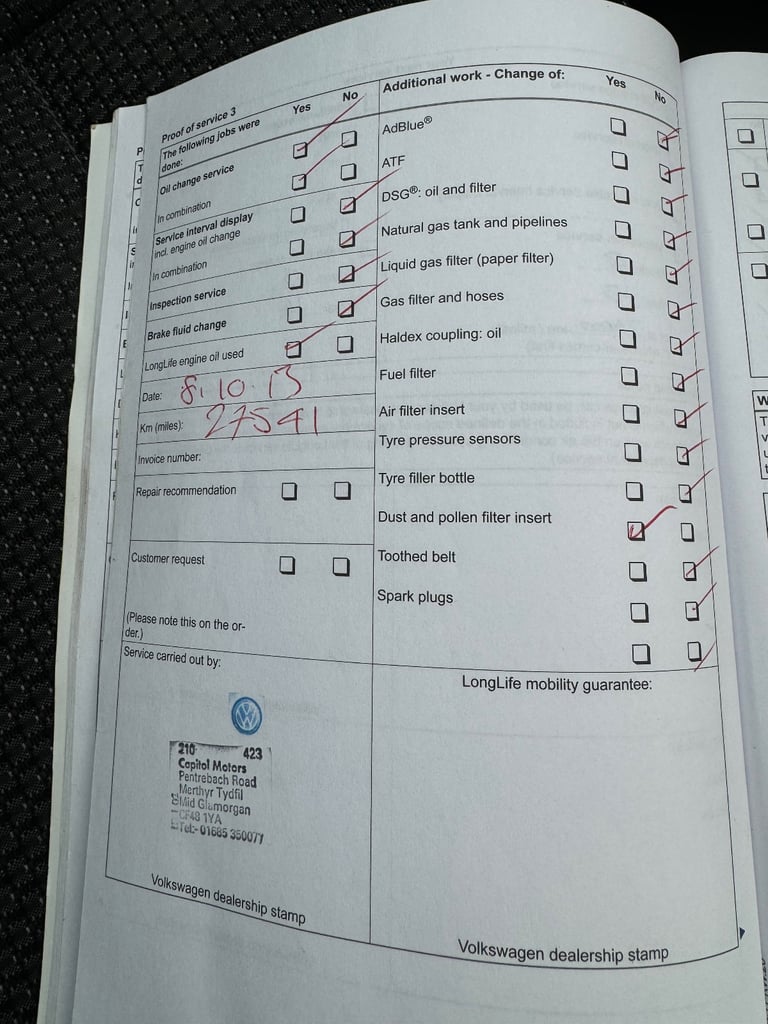 Proof of service 3
The following jobs were done:
Yes
No
Oil change service
In combination
Service interval display
incl. engine oil change
In combination
Inspection service
Brake fluid change
LongLife engine oil used
Date: 8.10.13
Km (miles): 27541
Invoice number:
Repair recommendation
Customer request
(Please note this on the or-
der.)
Service carried out by:
210 423
Capitol Motors
Pentrebach Road
Merthyr Tydfil
Mid Glamorgan
CF48 1YA
Tel:- 01685 350077
Volkswagen dealership stamp
Additional work - Change of:
Yes
No
AdBlue®
ATF
DSG®: oil and filter
Natural gas tank and pipelines
Liquid gas filter (paper filter)
Gas filter and hoses
Haldex coupling: oil
Fuel filter
Air filter insert
Tyre pressure sensors
Tyre filler bottle
Dust and pollen filter insert
Toothed belt
Spark plugs
LongLife mobility guarantee:
Volkswagen dealership stamp